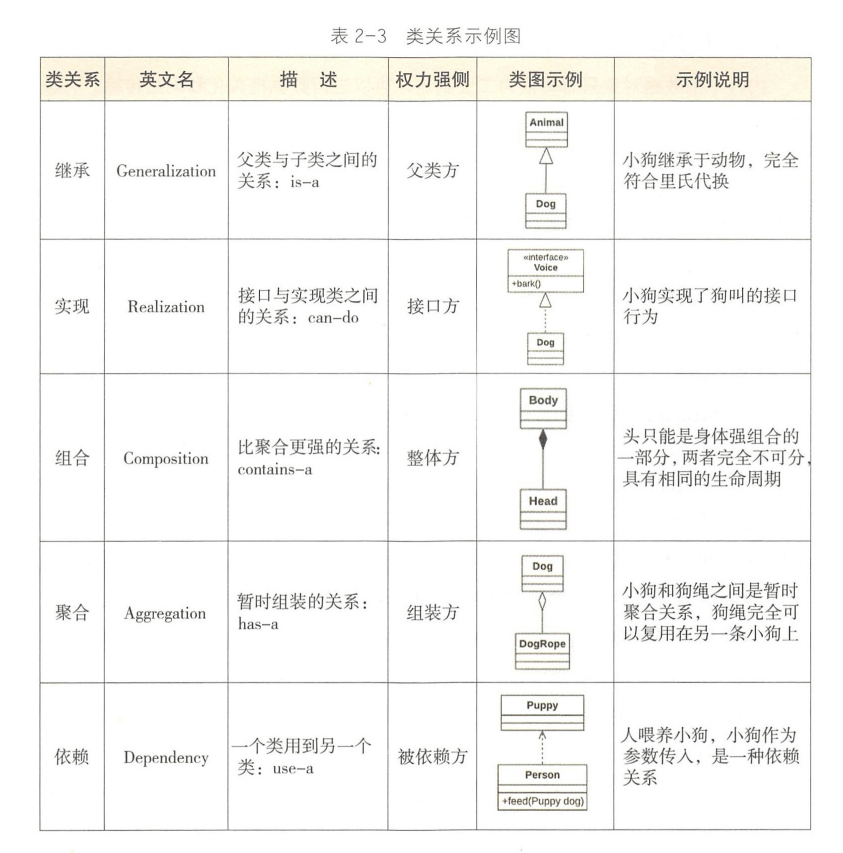 表 2-3 类关系示例图
类关系 英文名 描 述 权力强侧 类图示例 示例说明
继承
Generalization
父类与子类之间的
关系：is-a
父类方
Animal
Dog
小狗继承于动物，完全
符合里氏代换
实现
Realization
接口与实现类之间
的关系：can-do
接口方
«interface»
Voice
+bark()
Dog
小狗实现了狗叫的接口
行为
组合
Composition
比聚合更强的关系：
contains-a
整体方
Body
Head
头只能是身体强组合的
一部分，两者完全不可分，
具有相同的生命周期
聚合
Aggregation
暂时组装的关系：
has-a
组装方
Dog
DogRope
小狗和狗绳之间是暂时
聚合关系，狗绳完全可
以复用在另一条小狗上
依赖
Dependency
一个类用到另一个
类：use-a
被依赖方
Puppy
Person
+feed(Puppy dog)
人喂养小狗，小狗作为
参数传入，是一种依赖
关系